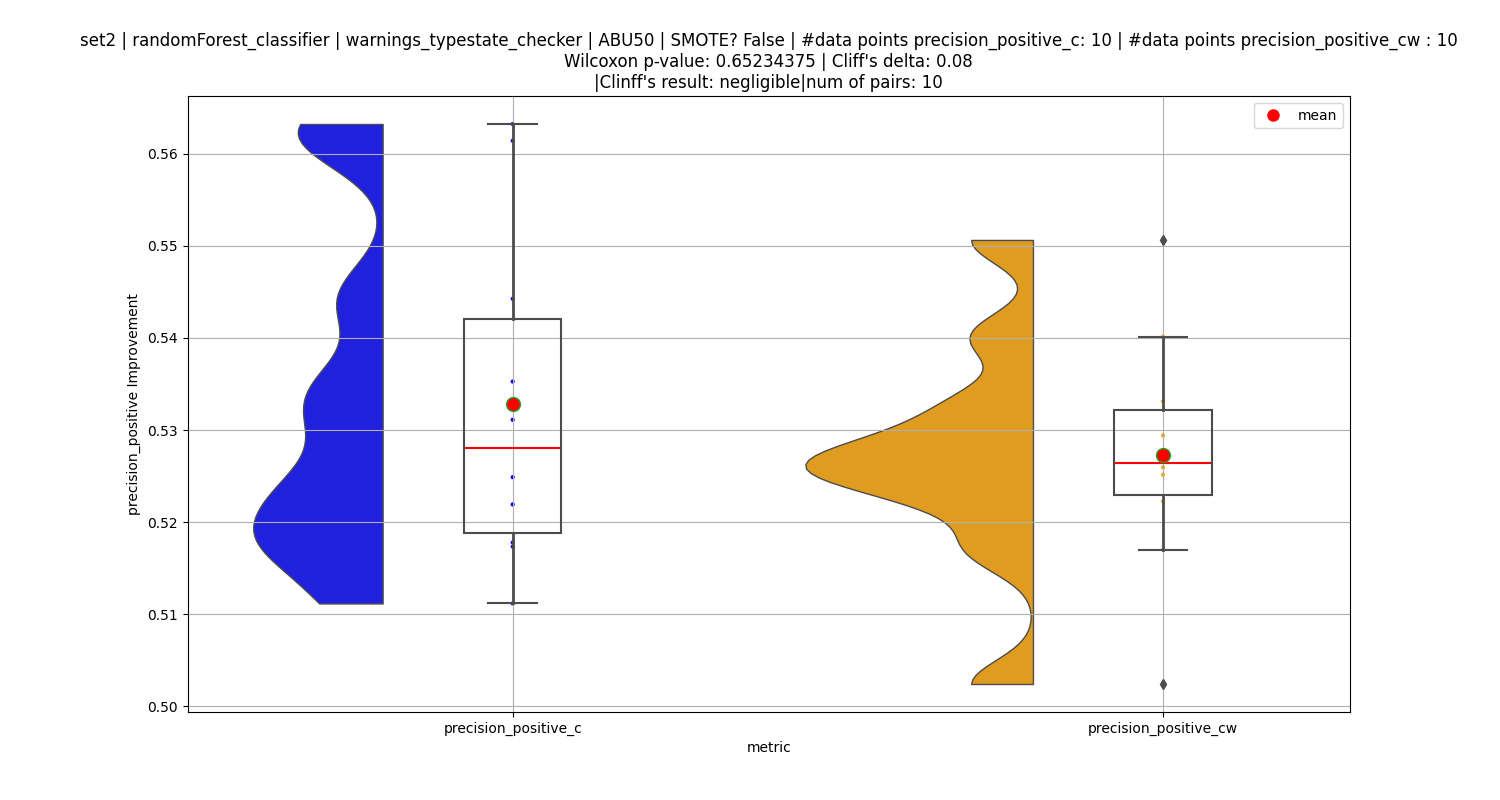 set2 | randomForest_classifier | warnings_typestate_checker | ABU50 | SMOTE? False | #data points precision_positive_c: 10 | #data points precision_positive_cw : 10
Wilcoxon p-value: 0.65234375 | Cliff's delta: 0.08
|Clinff's result: negligible|num of pairs: 10
mean
precision_positive Improvement
0.56
0.55
0.54
0.53
0.52
0.51
0.50
precision_positive_c
precision_positive_cw
metric